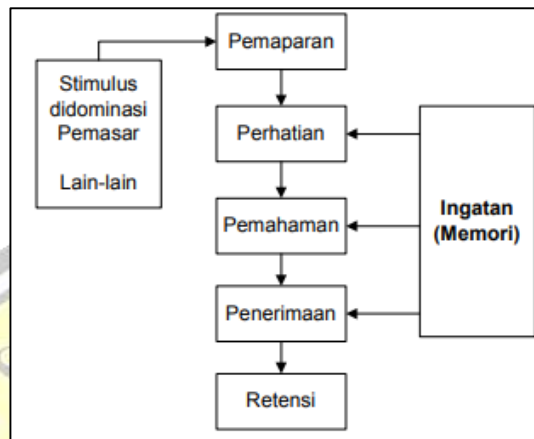 Pemaparan
Stimulus
didominasi
Pemasar
Lain-lain
Perhatian
Pemahaman
Ingatan
(Memori)
Penerimaan
Retensi